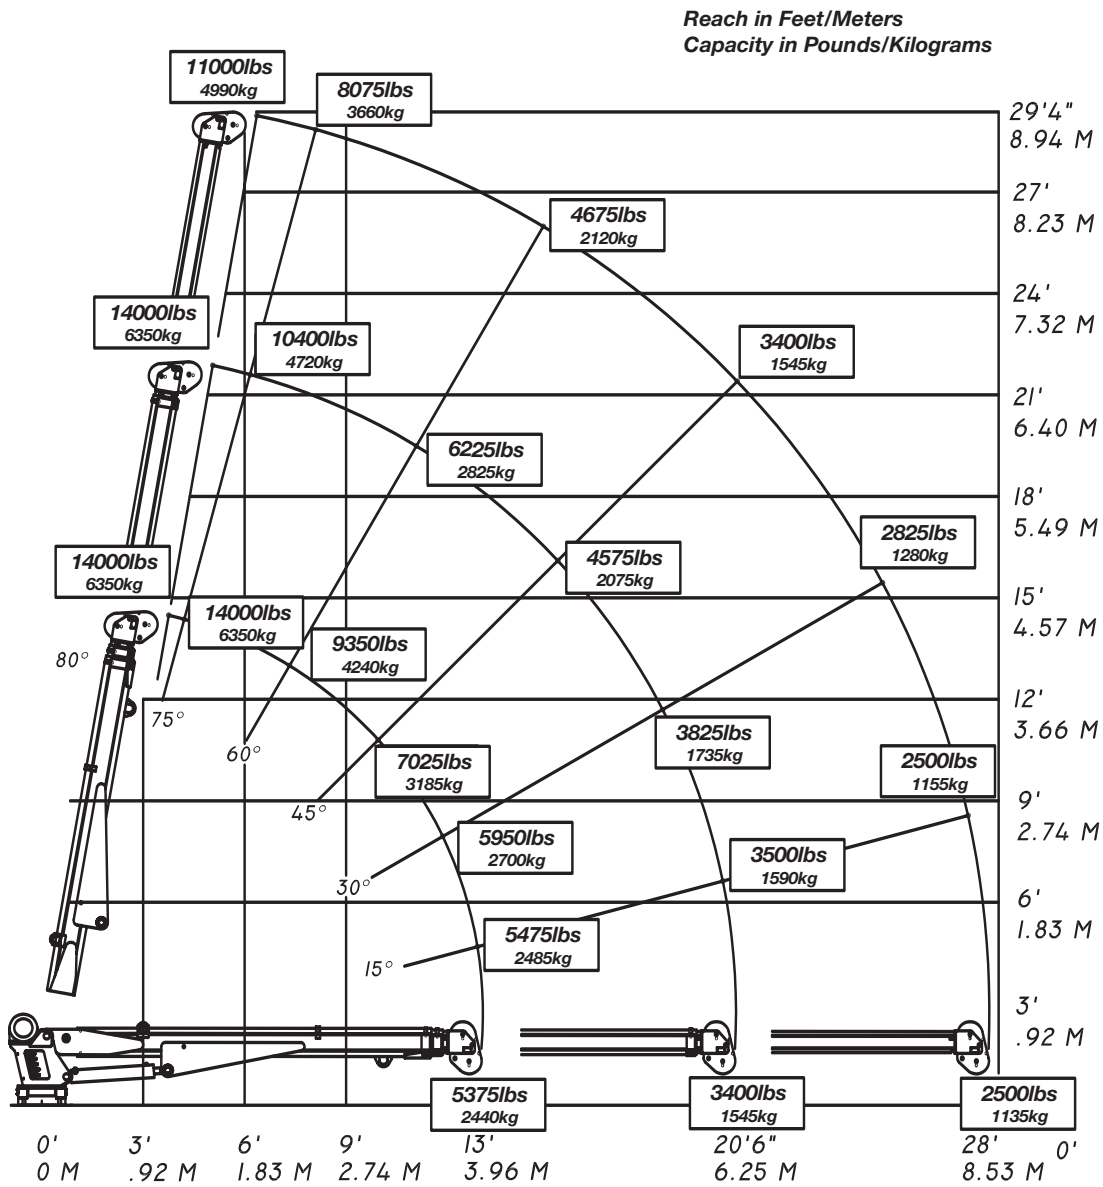 Reach in Feet/Meters
Capacity in Pounds/Kilograms
11000lbs
4990kg
8075lbs
3660kg
29'4"
8.94 M
27'
8.23 M
4675lbs
2120kg
24'
7.32 M
14000lbs
6350kg
10400lbs
4720kg
3400lbs
1545kg
21'
6.40 M
6225lbs
2825kg
18'
5.49 M
2825lbs
1280kg
14000lbs
6350kg
4575lbs
2075kg
15'
4.57 M
14000lbs
6350kg
9350lbs
4240kg
80°
75°
12'
3.66 M
60°
3825lbs
1735kg
7025lbs
3185kg
2500lbs
1155kg
45°
9'
2.74 M
5950lbs
2700kg
3500lbs
1590kg
30°
6'
1.83 M
5475lbs
2485kg
15°
3'
.92 M
5375lbs
2440kg
3400lbs
1545kg
2500lbs
1135kg
0' 3' 6' 9' 13' 20'6" 28' 0'
0 M .92 M 1.83 M 2.74 M 3.96 M 6.25 M 8.53 M